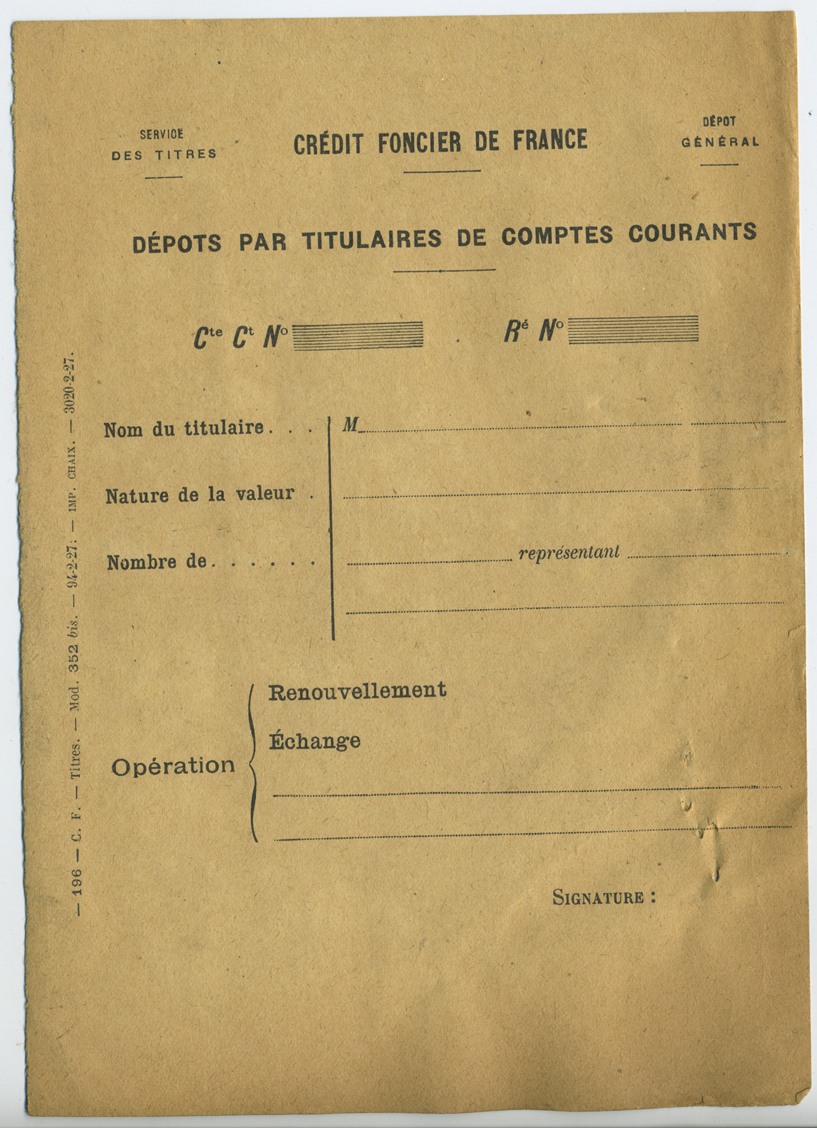 SERVICE
DES TITRES
CRÉDIT FONCIER DE FRANCE
DÉPOT
GÉNÉRAL
DÉPOTS PAR TITULAIRES DE COMPTES COURANTS
Cte Ct No
Ré No
Nom du titulaire. . . M
Nature de la valeur .
Nombre de. . . . . . représentant
Opération
Renouvellement
Échange
SIGNATURE :
— 196 — C. F. — Titres. — Mod. 352 bis. — 94-2-27. — IMP. CHAIX. — 3020-2-27.